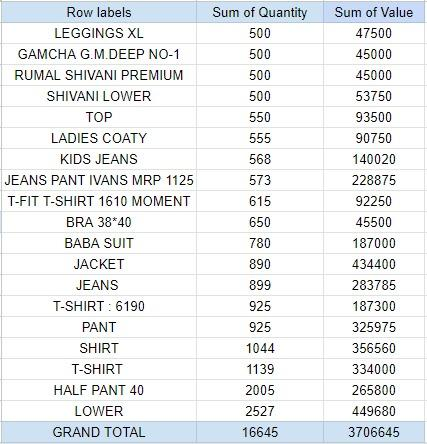 Row labels Sum of Quantity Sum of Value
LEGGINGS XL 500 47500
GAMCHA G.M.DEEP NO-1 500 45000
RUMAL SHIVANI PREMIUM 500 45000
SHIVANI LOWER 500 53750
TOP 550 93500
LADIES COATY 555 90750
KIDS JEANS 568 140020
JEANS PANT IVANS MRP 1125 573 228875
T-FIT T-SHIRT 1610 MOMENT 615 92250
BRA 38*40 650 45500
BABA SUIT 780 187000
JACKET 890 434400
JEANS 899 283785
T-SHIRT : 6190 925 187300
PANT 925 325975
SHIRT 1044 356560
T-SHIRT 1139 334000
HALF PANT 40 2005 265800
LOWER 2527 449680
GRAND TOTAL 16645 3706645